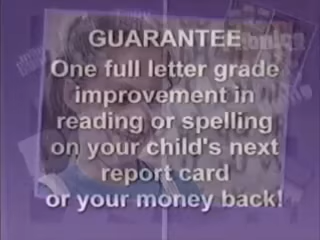 GUARANTEE
One full letter grade
improvement in
reading or spelling
on your child's next
report card
or your money back!